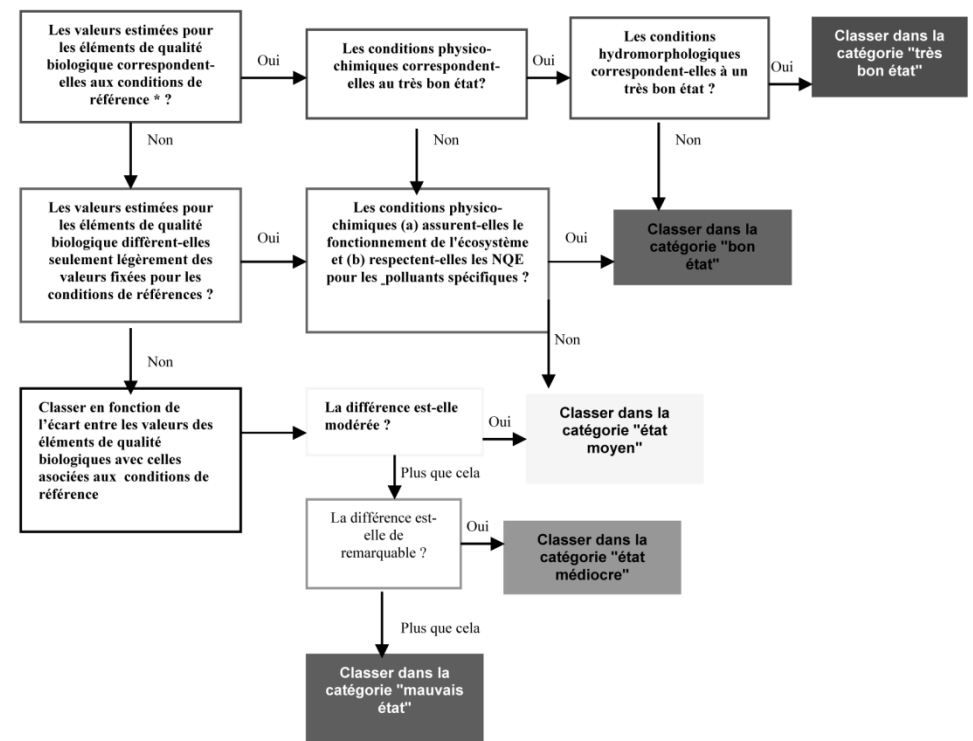 Les valeurs estimées pour
les éléments de qualité
biologique correspondent-
elles aux conditions de
référence * ?
Oui
Les conditions physico-
chimiques correspondent-
elles au très bon état?
Oui
Les conditions
hydromorphologiques
correspondent-elles à un
très bon état ?
Oui
Classer dans la
catégorie "très
bon état"
Non
Non
Non
Les valeurs estimées pour
les éléments de qualité
biologique diffèrent-elles
seulement légèrement des
valeurs fixées pour les
conditions de références ?
Oui
Les conditions physico-
chimiques (a) assurent-elles le
fonctionnement de l'écosystème
et (b) respectent-elles les NQE
pour les _polluants spécifiques ?
Oui
Classer dans la
catégorie "bon
état"
Non
Non
Classer en fonction de
l'écart entre les valeurs des
éléments de qualité
biologiques avec celles
asociées aux conditions de
référence
La différence est-elle
modérée ?
Oui
Classer dans la
catégorie "état
moyen"
Plus que cela
La différence est-
elle de
remarquable ?
Oui
Classer dans la
catégorie "état
médiocre"
Plus que cela
Classer dans la
catégorie "mauvais
état"